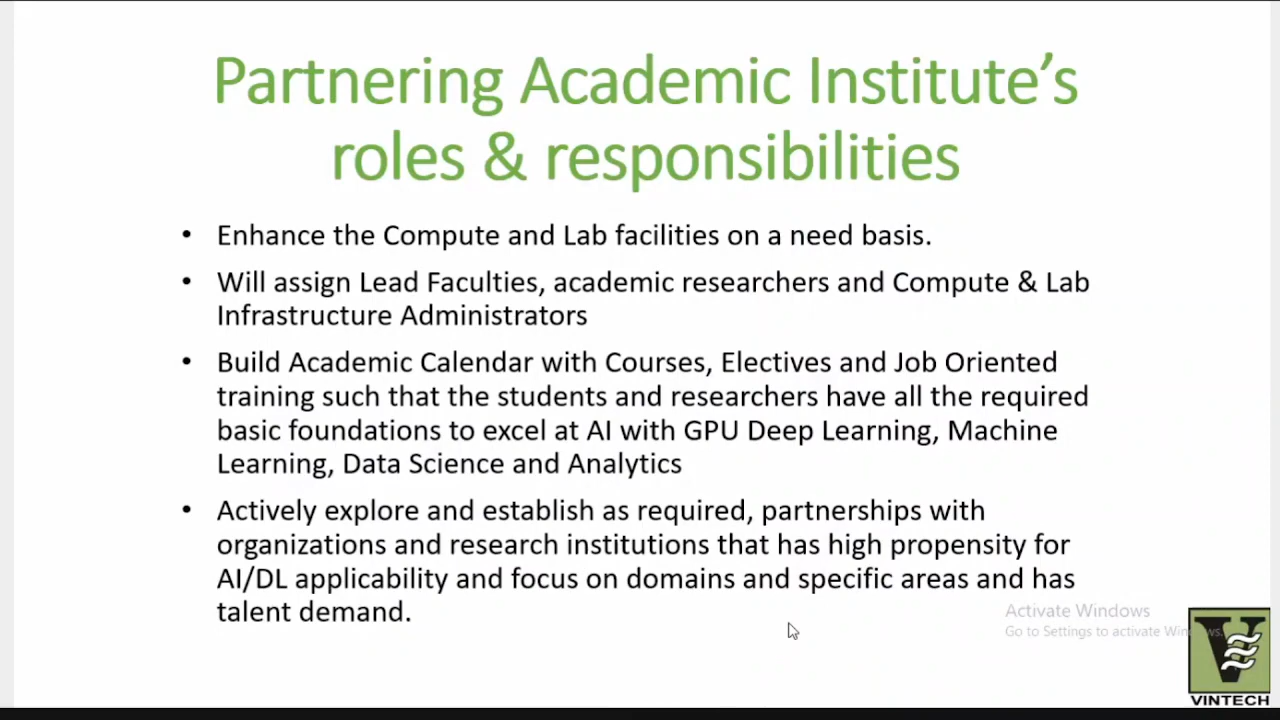 Partnering Academic Institute’s
roles & responsibilities
• Enhance the Compute and Lab facilities on a need basis.
• Will assign Lead Faculties, academic researchers and Compute & Lab
Infrastructure Administrators
• Build Academic Calendar with Courses, Electives and Job Oriented
training such that the students and researchers have all the required
basic foundations to excel at AI with GPU Deep Learning, Machine
Learning, Data Science and Analytics
• Actively explore and establish as required, partnerships with
organizations and research institutions that has high propensity for
AI/DL applicability and focus on domains and specific areas and has
talent demand.
Activate Windows
Go to Settings to activate Windows.
V
VINTECH